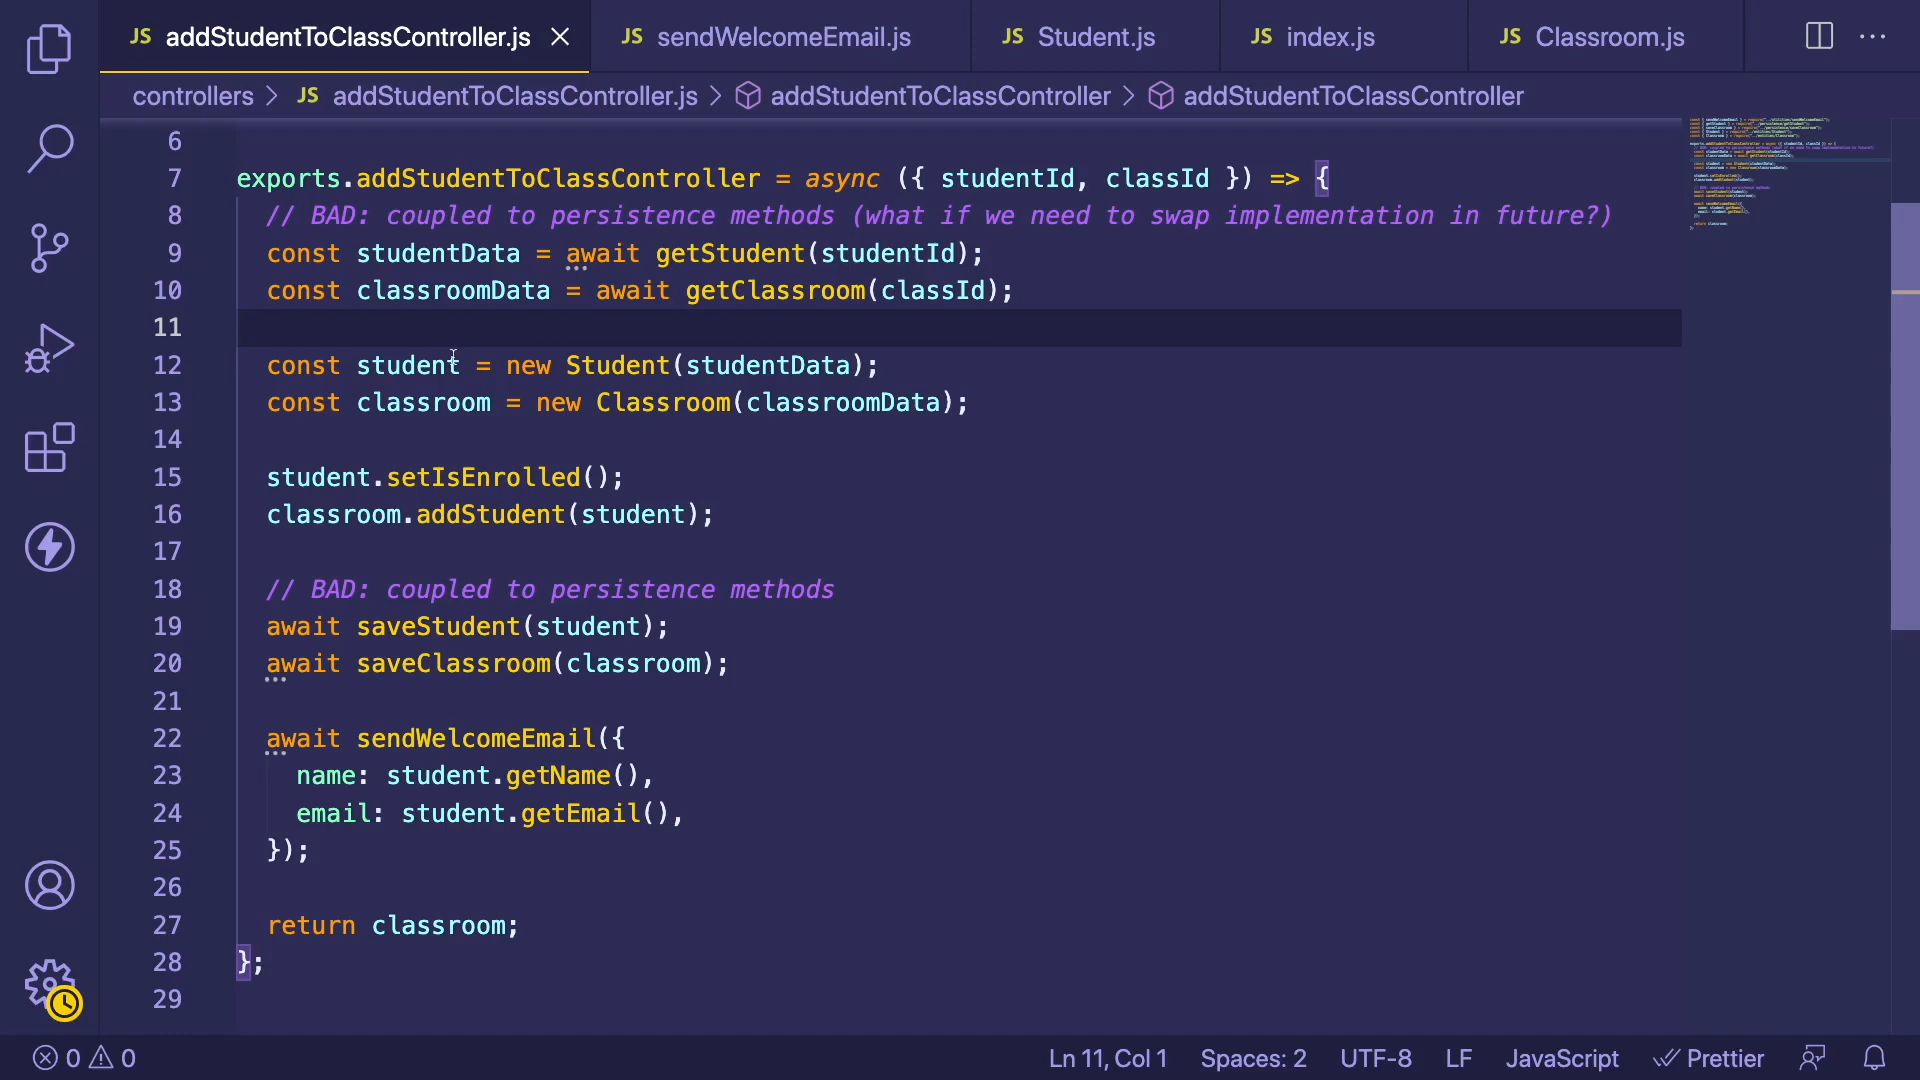 JS addStudentToClassController.js
JS sendWelcomeEmail.js
JS Student.js
JS index.js
JS Classroom.js
controllers > JS addStudentToClassController.js > addStudentToClassController > addStudentToClassController
6
7 exports.addStudentToClassController = async ({ studentId, classId }) => {
8 // BAD: coupled to persistence methods (what if we need to swap implementation in future?)
9 const studentData = await getStudent(studentId);
10 const classroomData = await getClassroom(classId);
11
12 const student = new Student(studentData);
13 const classroom = new Classroom(classroomData);
14
15 student.setIsEnrolled();
16 classroom.addStudent(student);
17
18 // BAD: coupled to persistence methods
19 await saveStudent(student);
20 await saveClassroom(classroom);
21
22 await sendWelcomeEmail({
23 name: student.getName(),
24 email: student.getEmail(),
25 });
26
27 return classroom;
28 };
29
0 0 Ln 11, Col 1 Spaces: 2 UTF-8 LF JavaScript Prettier